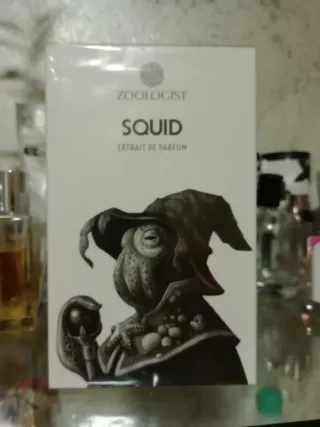 ZOOLOGIST
SQUID
EXTRAIT DE PARFUM